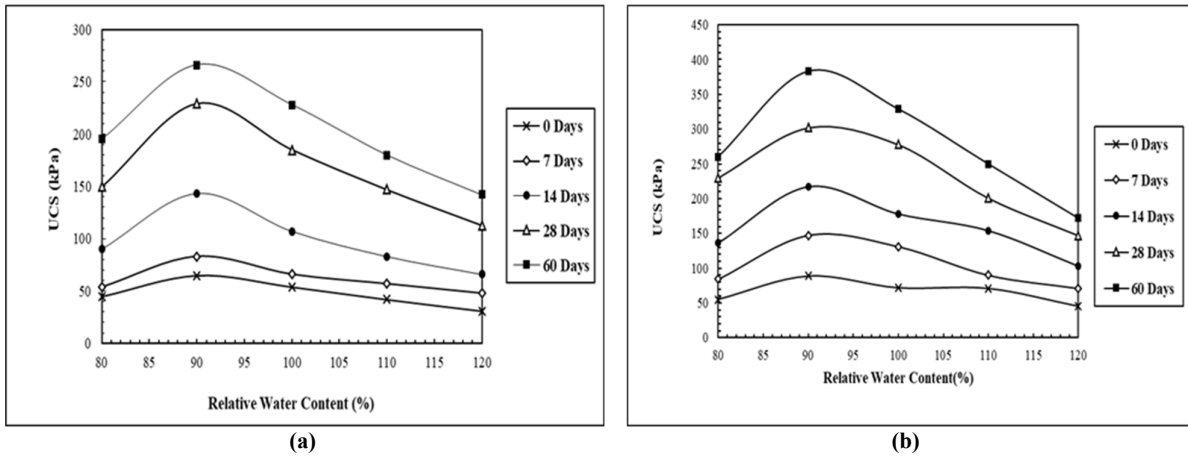 300
250
200
150
100
50
0
UCS (kPa)
80 85 90 95 100 105 110 115 120
Relative Water Content (%)
0 Days
7 Days
14 Days
28 Days
60 Days
(a)
450
400
350
300
250
200
150
100
50
0
UCS (kPa)
80 85 90 95 100 105 110 115 120
Relative Water Content(%)
0 Days
7 Days
14 Days
28 Days
60 Days
(b)